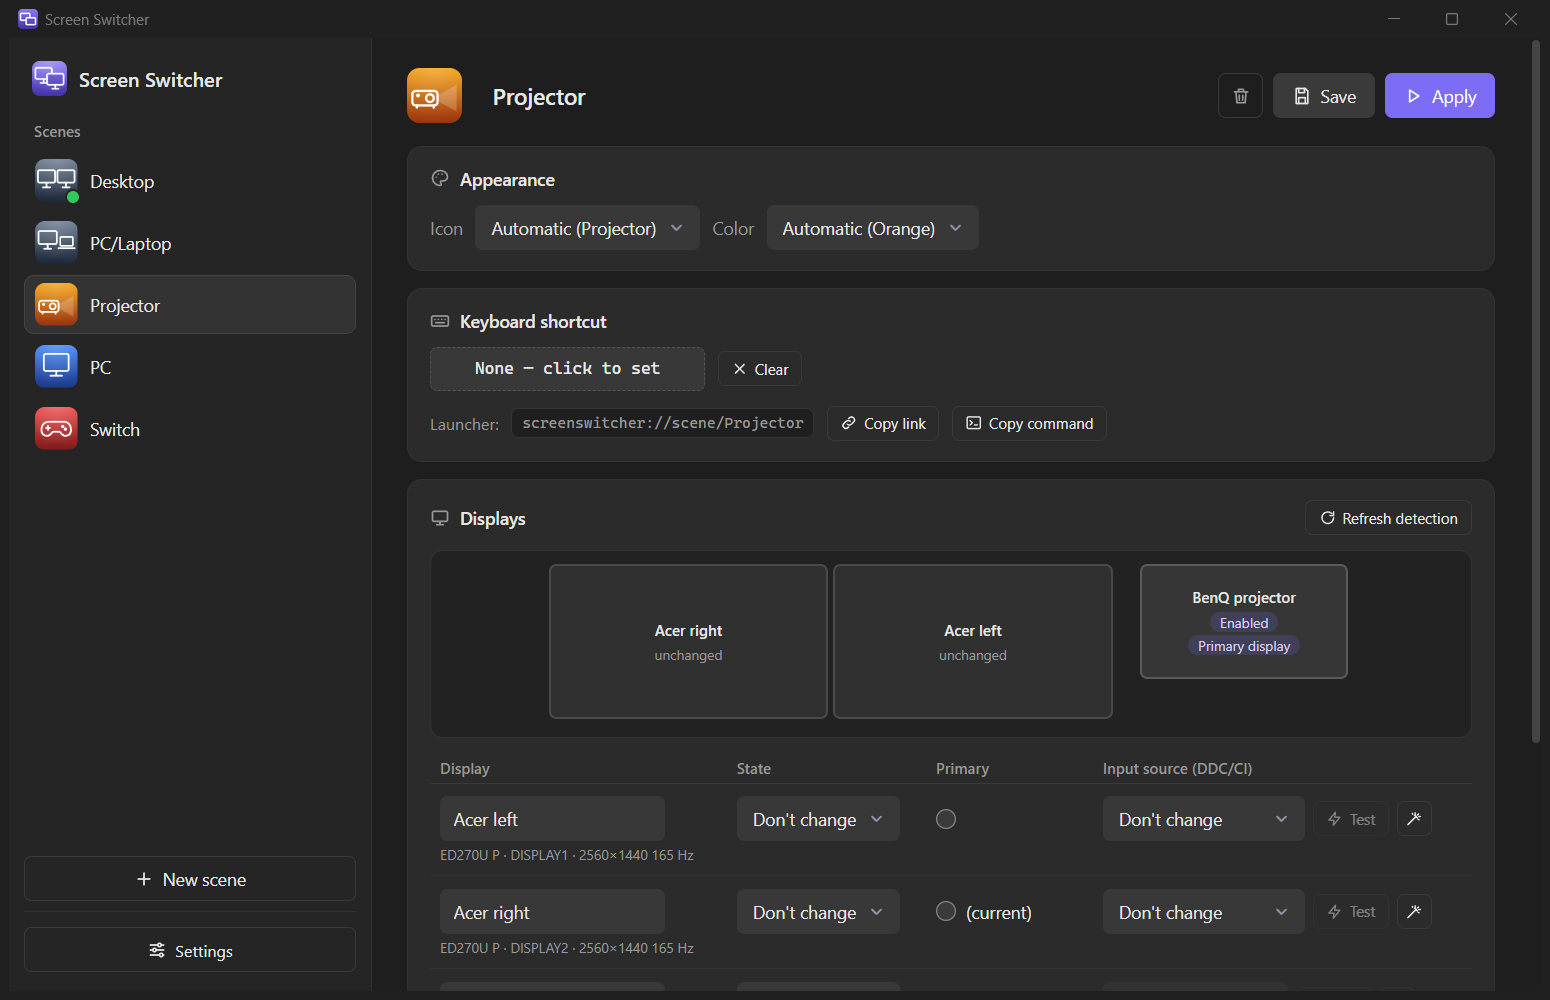 Screen Switcher
Screen Switcher
Scenes
Desktop
PC/Laptop
Projector
PC
Switch
New scene
Settings
Projector
Save
Apply
Appearance
Icon
Automatic (Projector)
Color
Automatic (Orange)
Keyboard shortcut
None — click to set
Clear
Launcher:
screenswitcher://scene/Projector
Copy link
Copy command
Displays
Refresh detection
Acer right
unchanged
Acer left
unchanged
BenQ projector
Enabled
Primary display
Display
State
Primary
Input source (DDC/CI)
Acer left
Don't change
Don't change
Test
ED270U P · DISPLAY1 · 2560×1440 165 Hz
Acer right
Don't change
(current)
Don't change
Test
ED270U P · DISPLAY2 · 2560×1440 165 Hz